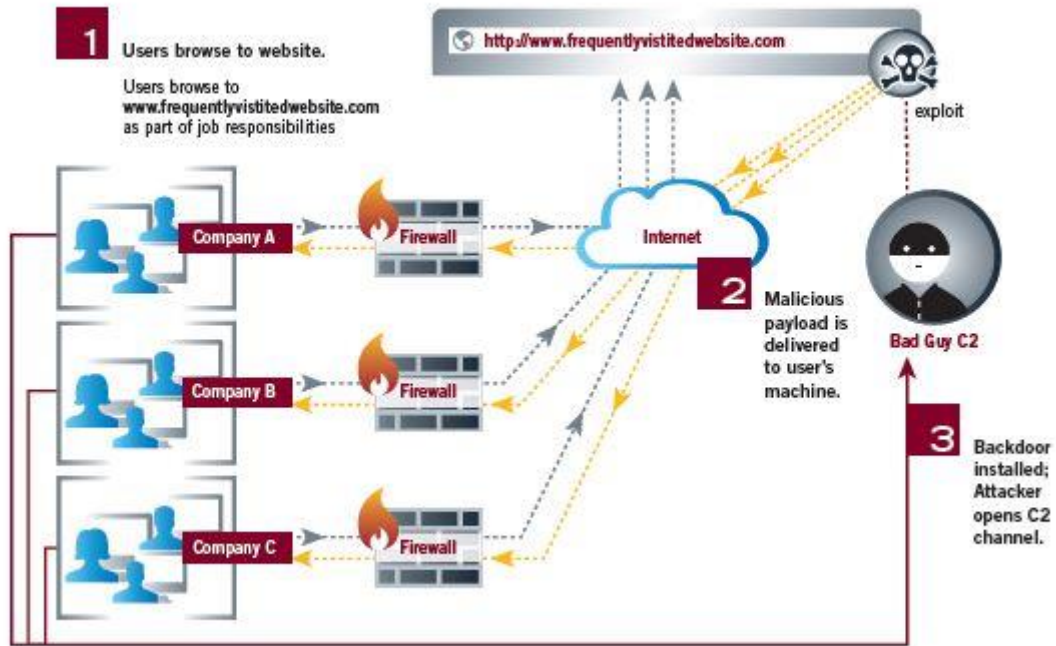 1
Users browse to website.
Users browse to
www.frequentlyvistitedwebsite.com
as part of job responsibilities
http://www.frequentlyvistitedwebsite.com
exploit
Company A
Firewall
Internet
2
Malicious
payload is
delivered
to user's
machine.
Bad Guy C2
Company B
Firewall
3
Backdoor
installed;
Attacker
opens C2
channel.
Company C
Firewall